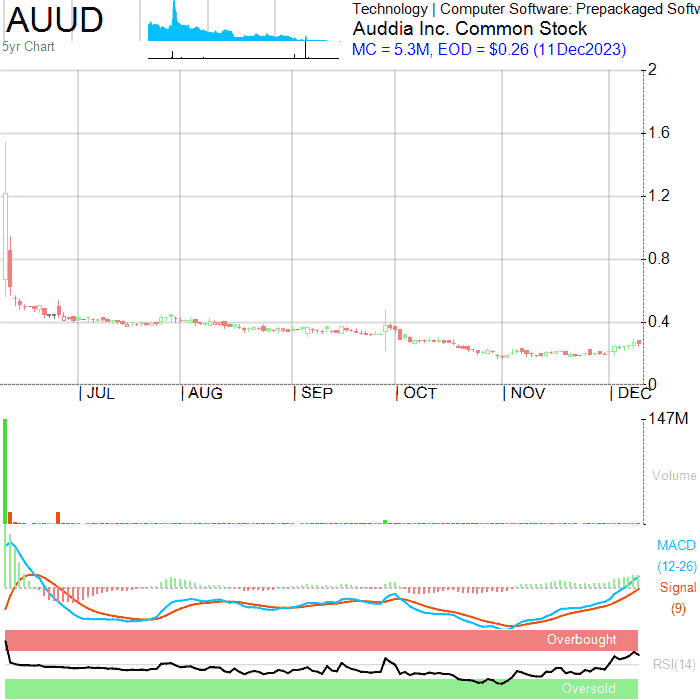 AUUD
5yr Chart
Technology | Computer Software: Prepackaged Softw
Auddia Inc. Common Stock
MC = 5.3M, EOD = $0.26 (11Dec2023)
2
1.6
1.2
0.8
0.4
0
JUL AUG SEP OCT NOV DEC
147M
Volume
MACD
(12-26)
Signal
(9)
Overbought
RSI(14)
Oversold